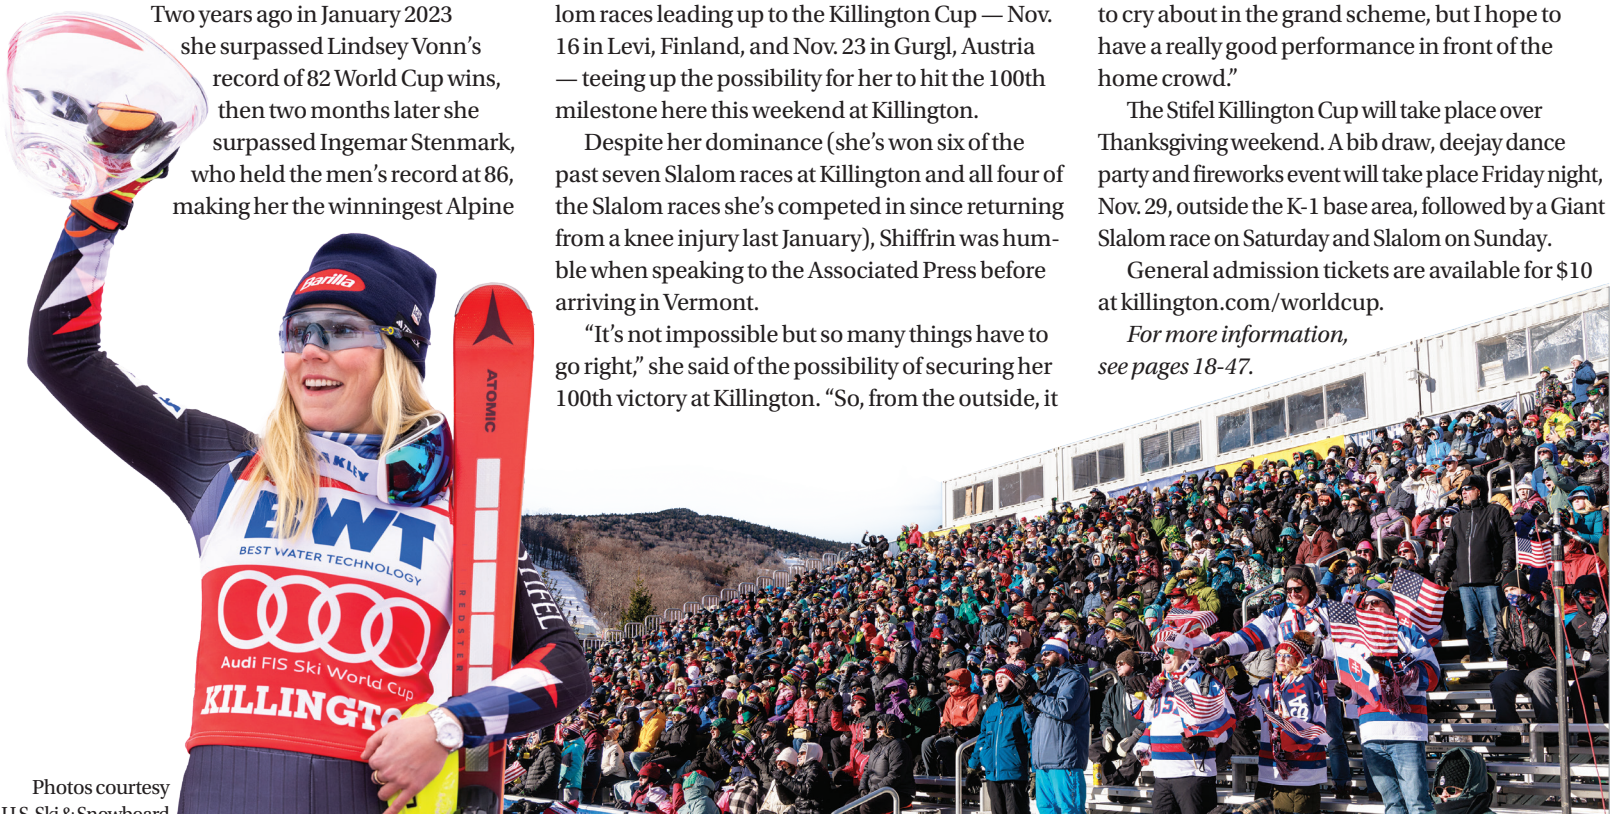 Two years ago in January 2023
she surpassed Lindsey Vonn’s
record of 82 World Cup wins,
then two months later she
surpassed Ingemar Stenmark,
who held the men’s record at 86,
making her the winningest Alpine
lom races leading up to the Killington Cup — Nov.
16 in Levi, Finland, and Nov. 23 in Gurgl, Austria
— teeing up the possibility for her to hit the 100th
milestone here this weekend at Killington.
Despite her dominance (she’s won six of the
past seven Slalom races at Killington and all four of
the Slalom races she’s competed in since returning
from a knee injury last January), Shiffrin was hum-
ble when speaking to the Associated Press before
arriving in Vermont.
“It’s not impossible but so many things have to
go right,” she said of the possibility of securing her
100th victory at Killington. “So, from the outside, it
to cry about in the grand scheme, but I hope to
have a really good performance in front of the
home crowd.”
The Stifel Killington Cup will take place over
Thanksgiving weekend. A bib draw, deejay dance
party and fireworks event will take place Friday night,
Nov. 29, outside the K-1 base area, followed by a Giant
Slalom race on Saturday and Slalom on Sunday.
General admission tickets are available for $10
at killington.com/worldcup.
For more information,
see pages 18-47.
Barilla
ATOMIC
AKLEY
BWT
BEST WATER TECHNOLOGY
Audi FIS Ski World Cup
KILLINGTO
REDSTER
STIFEL
Photos courtesy
U.S. Ski & Snowboard